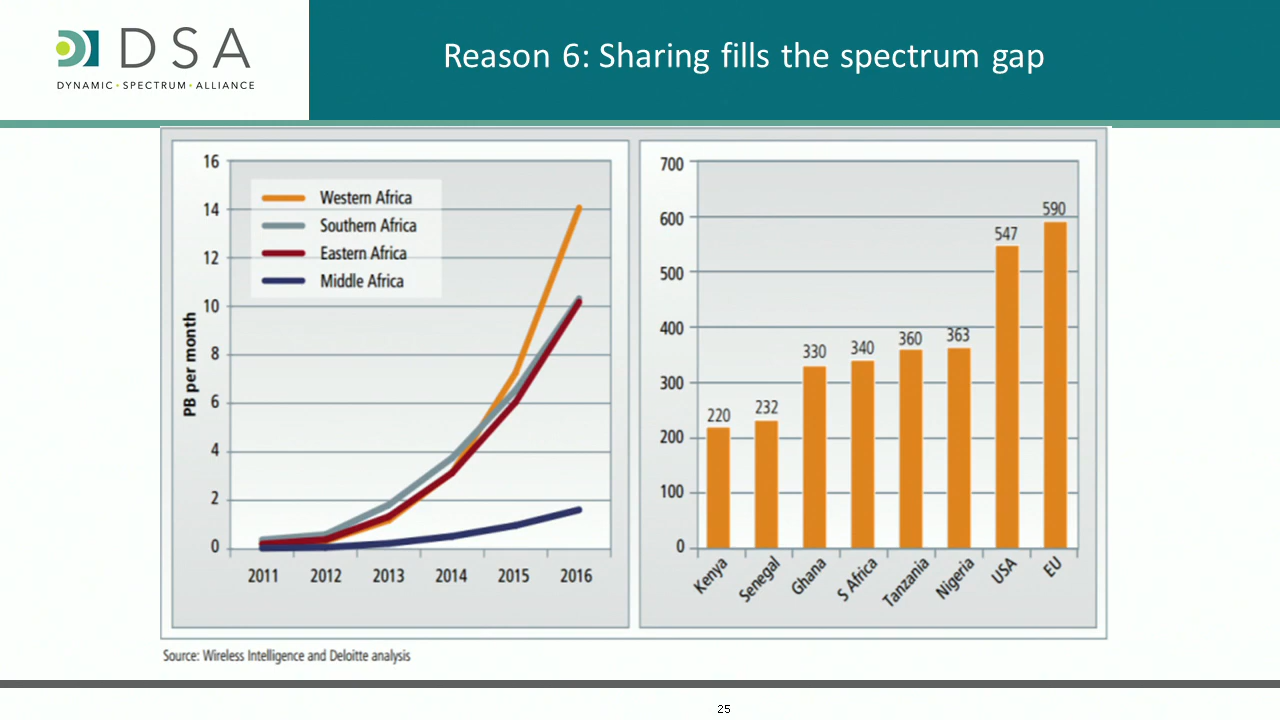 DSA
DYNAMIC • SPECTRUM • ALLIANCE
Reason 6: Sharing fills the spectrum gap
PB per month
16
14
12
10
8
6
4
2
0
Western Africa
Southern Africa
Eastern Africa
Middle Africa
2011 2012 2013 2014 2015 2016
700
600
500
400
300
200
100
0
220 232 330 340 360 363 547 590
Kenya Senegal Ghana S Africa Tanzania Nigeria USA EU
Source: Wireless Intelligence and Deloitte analysis
25